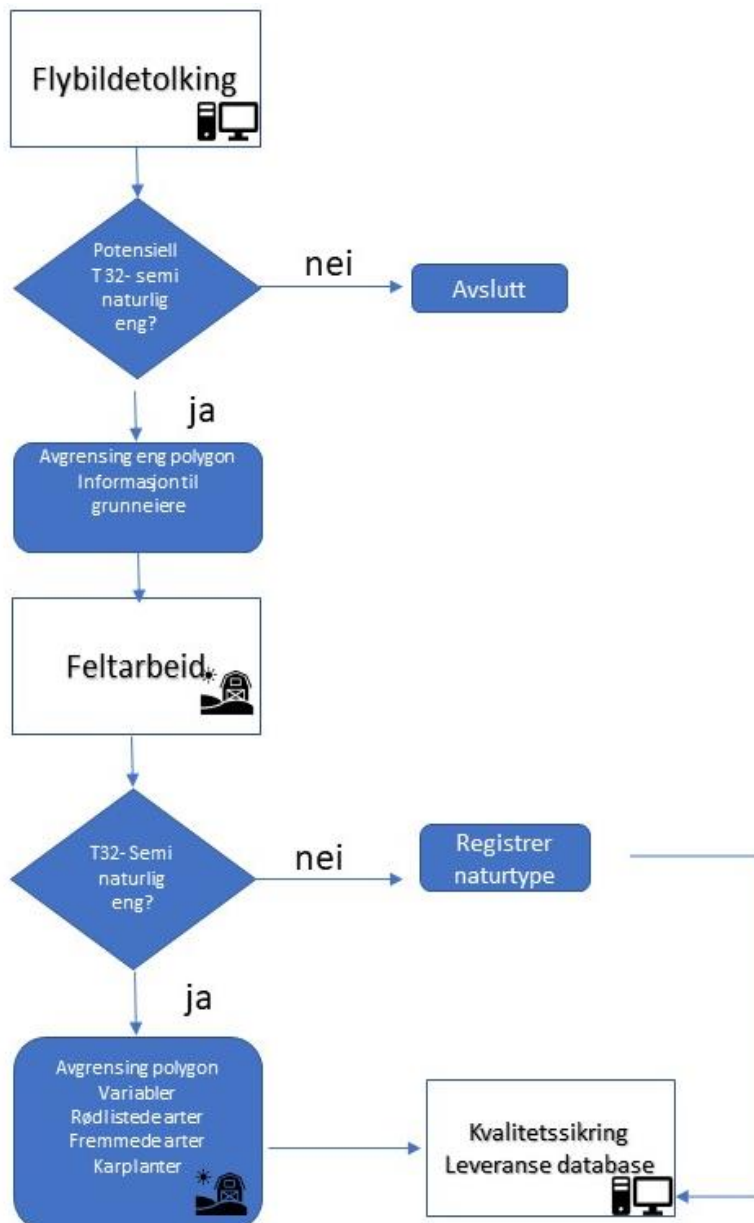 Flybildetolking
Potensiell
T32- semi
naturlig
eng?
nei
Avslutt
ja
Avgrensing eng polygon
Informasjon til
grunneiere
Feltarbeid
T32- Semi
naturlig
eng?
nei
Registrer
naturtype
ja
Avgrensing polygon
Variabler
Rødlistede arter
Fremmede arter
Karplanter
Kvalitetssikring
Leveranse database